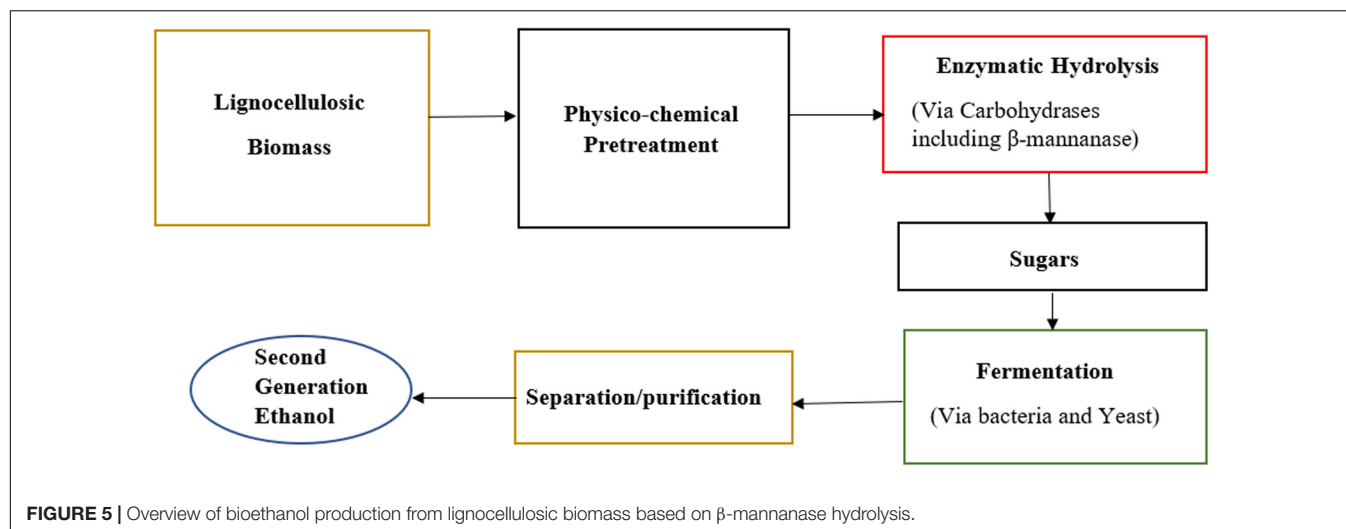 Lignocellulosic
Biomass
Physico-chemical
Pretreatment
Enzymatic Hydrolysis
(Via Carbohydrases
including β-mannanase)
Sugars
Fermentation
(Via bacteria and Yeast)
Separation/purification
Second
Generation
Ethanol
FIGURE 5 | Overview of bioethanol production from lignocellulosic biomass based on β-mannanase hydrolysis.